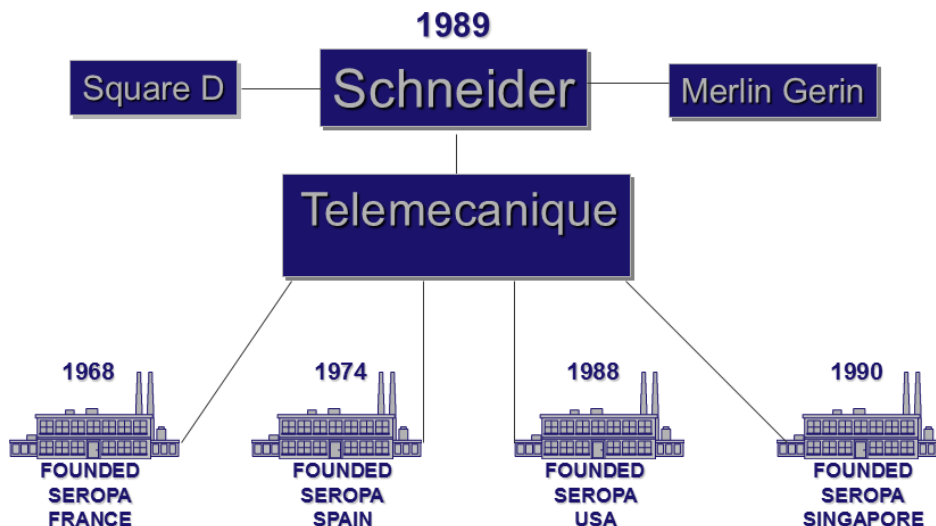 1989
Square D
Schneider
Merlin Gerin
Telemecanique
1968
1974
1988
1990
FOUNDED
SEROPA
FRANCE
FOUNDED
SEROPA
SPAIN
FOUNDED
SEROPA
USA
FOUNDED
SEROPA
SINGAPORE